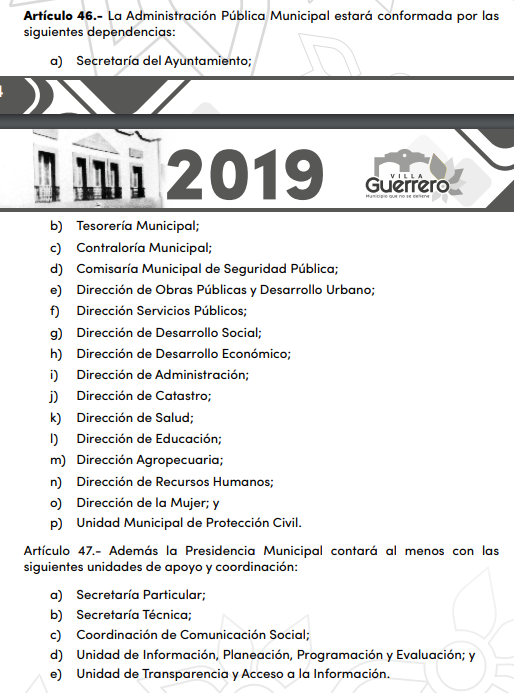 Artículo 46.- La Administración Pública Municipal estará conformada por las
siguientes dependencias:
a) Secretaría del Ayuntamiento;
2019
VILLA
Guerrero
Municipio que no se detiene
b) Tesorería Municipal;
c) Contraloría Municipal;
d) Comisaría Municipal de Seguridad Pública;
e) Dirección de Obras Públicas y Desarrollo Urbano;
f) Dirección Servicios Públicos;
g) Dirección de Desarrollo Social;
h) Dirección de Desarrollo Económico;
i) Dirección de Administración;
j) Dirección de Catastro;
k) Dirección de Salud;
l) Dirección de Educación;
m) Dirección Agropecuaria;
n) Dirección de Recursos Humanos;
o) Dirección de la Mujer; y
p) Unidad Municipal de Protección Civil.
Artículo 47.- Además la Presidencia Municipal contará al menos con las
siguientes unidades de apoyo y coordinación:
a) Secretaría Particular;
b) Secretaría Técnica;
c) Coordinación de Comunicación Social;
d) Unidad de Información, Planeación, Programación y Evaluación; y
e) Unidad de Transparencia y Acceso a la Información.